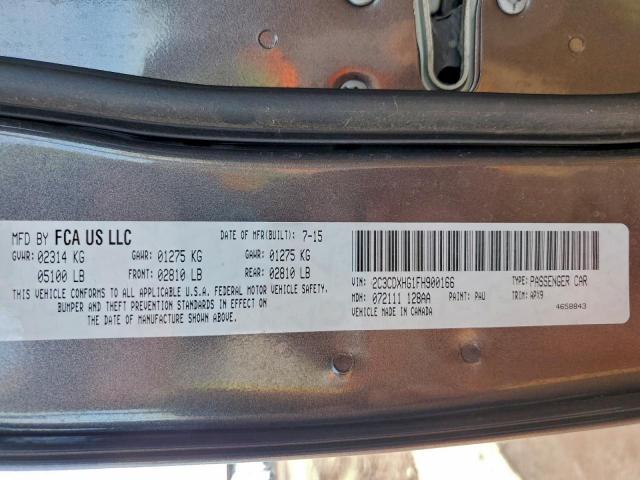 MFD BY FCA US LLC DATE OF MFR(BUILT): 7-15
GVWR: 02314 KG GAWR: 01275 KG GAWR: 01275 KG
05100 LB FRONT: 02810 LB REAR: 02810 LB
THIS VEHICLE CONFORMS TO ALL APPLICABLE U.S.A. FEDERAL MOTOR VEHICLE SAFETY,
BUMPER AND THEFT PREVENTION STANDARDS IN EFFECT ON
THE DATE OF MANUFACTURE SHOWN ABOVE.
VIN: 2C3CDXHG1FH900166 TYPE: PASSENGER CAR
MDH: 072111 128AA PAINT: PAU TRIM: AP19
VEHICLE MADE IN CANADA 4658843